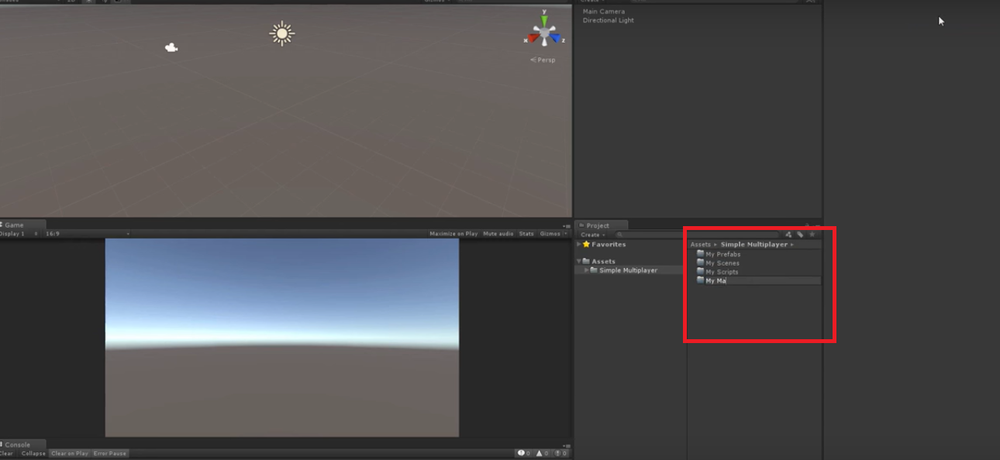 Main Camera
Directional Light
y
x
z
Persp
Game
Display 1
16:9
Maximize on Play
Mute audio
Stats
Gizmos
Project
Create
Favorites
Assets
Simple Multiplayer
Assets
Simple Multiplayer
My Prefabs
My Scenes
My Scripts
My Ma
Console
Clear
Collapse
Clear on Play
Error Pause
0
0
0